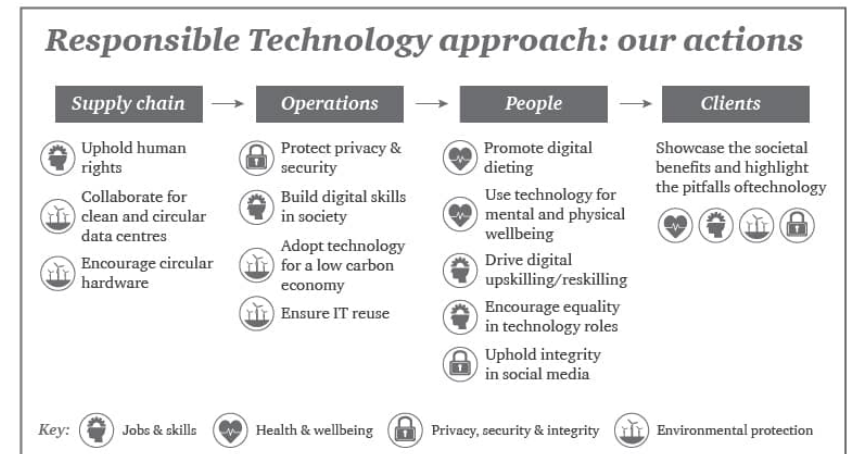 Responsible Technology approach: our actions
Supply chain
Uphold human
rights
Collaborate for
clean and circular
data centres
Encourage circular
hardware
Operations
Protect privacy &
security
Build digital skills
in society
Adopt technology
for a low carbon
economy
Ensure IT reuse
People
Promote digital
dieting
Use technology for
mental and physical
wellbeing
Drive digital
upskilling/reskilling
Encourage equality
in technology roles
Uphold integrity
in social media
Clients
Showcase the societal
benefits and highlight
the pitfalls oftechnology
Key: Jobs & skills Health & wellbeing Privacy, security & integrity Environmental protection